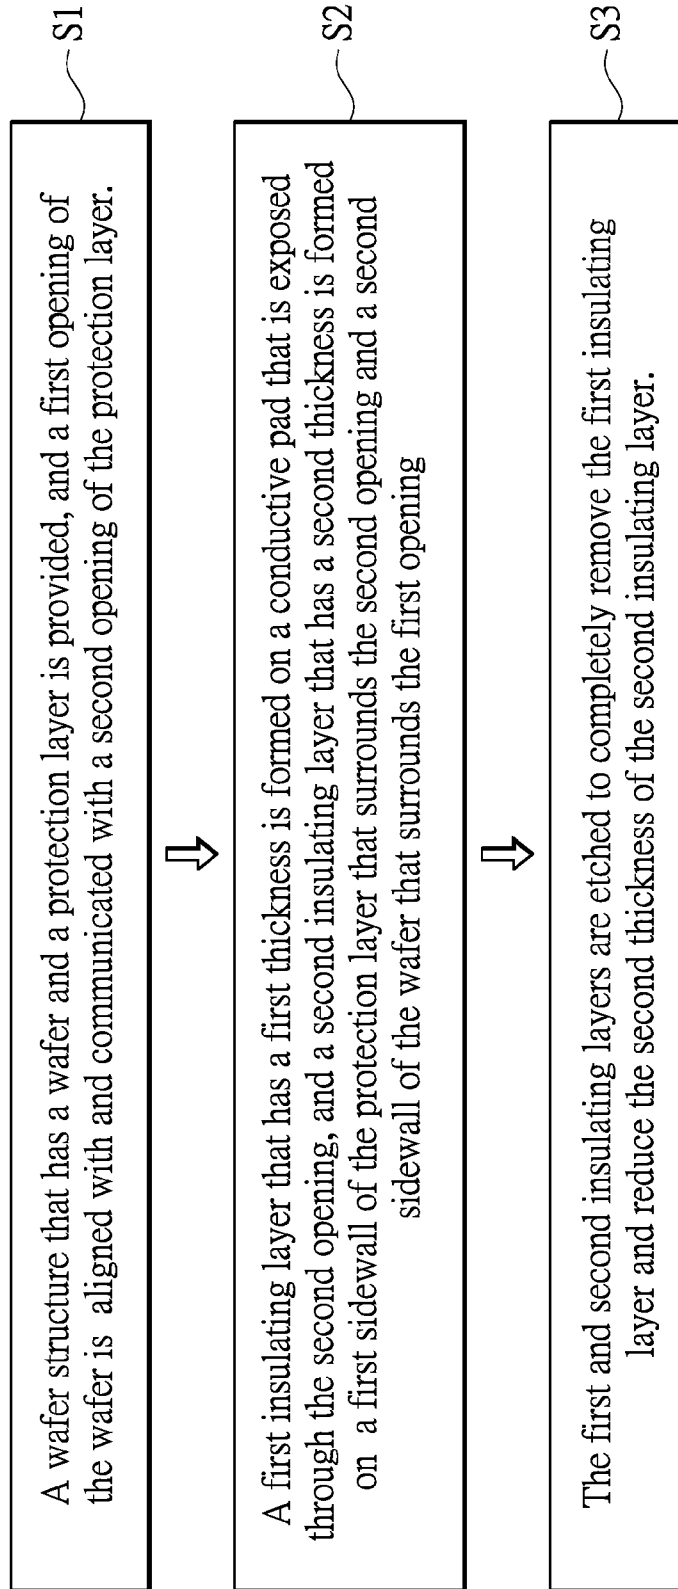 A wafer structure that has a wafer and a protection layer is provided, and a first opening of
the wafer is aligned with and communicated with a second opening of the protection layer.
S1
A first insulating layer that has a first thickness is formed on a conductive pad that is exposed
through the second opening, and a second insulating layer that has a second thickness is formed
on a first sidewall of the protection layer that surrounds the second opening and a second
sidewall of the wafer that surrounds the first opening
S2
The first and second insulating layers are etched to completely remove the first insulating
layer and reduce the second thickness of the second insulating layer.
S3